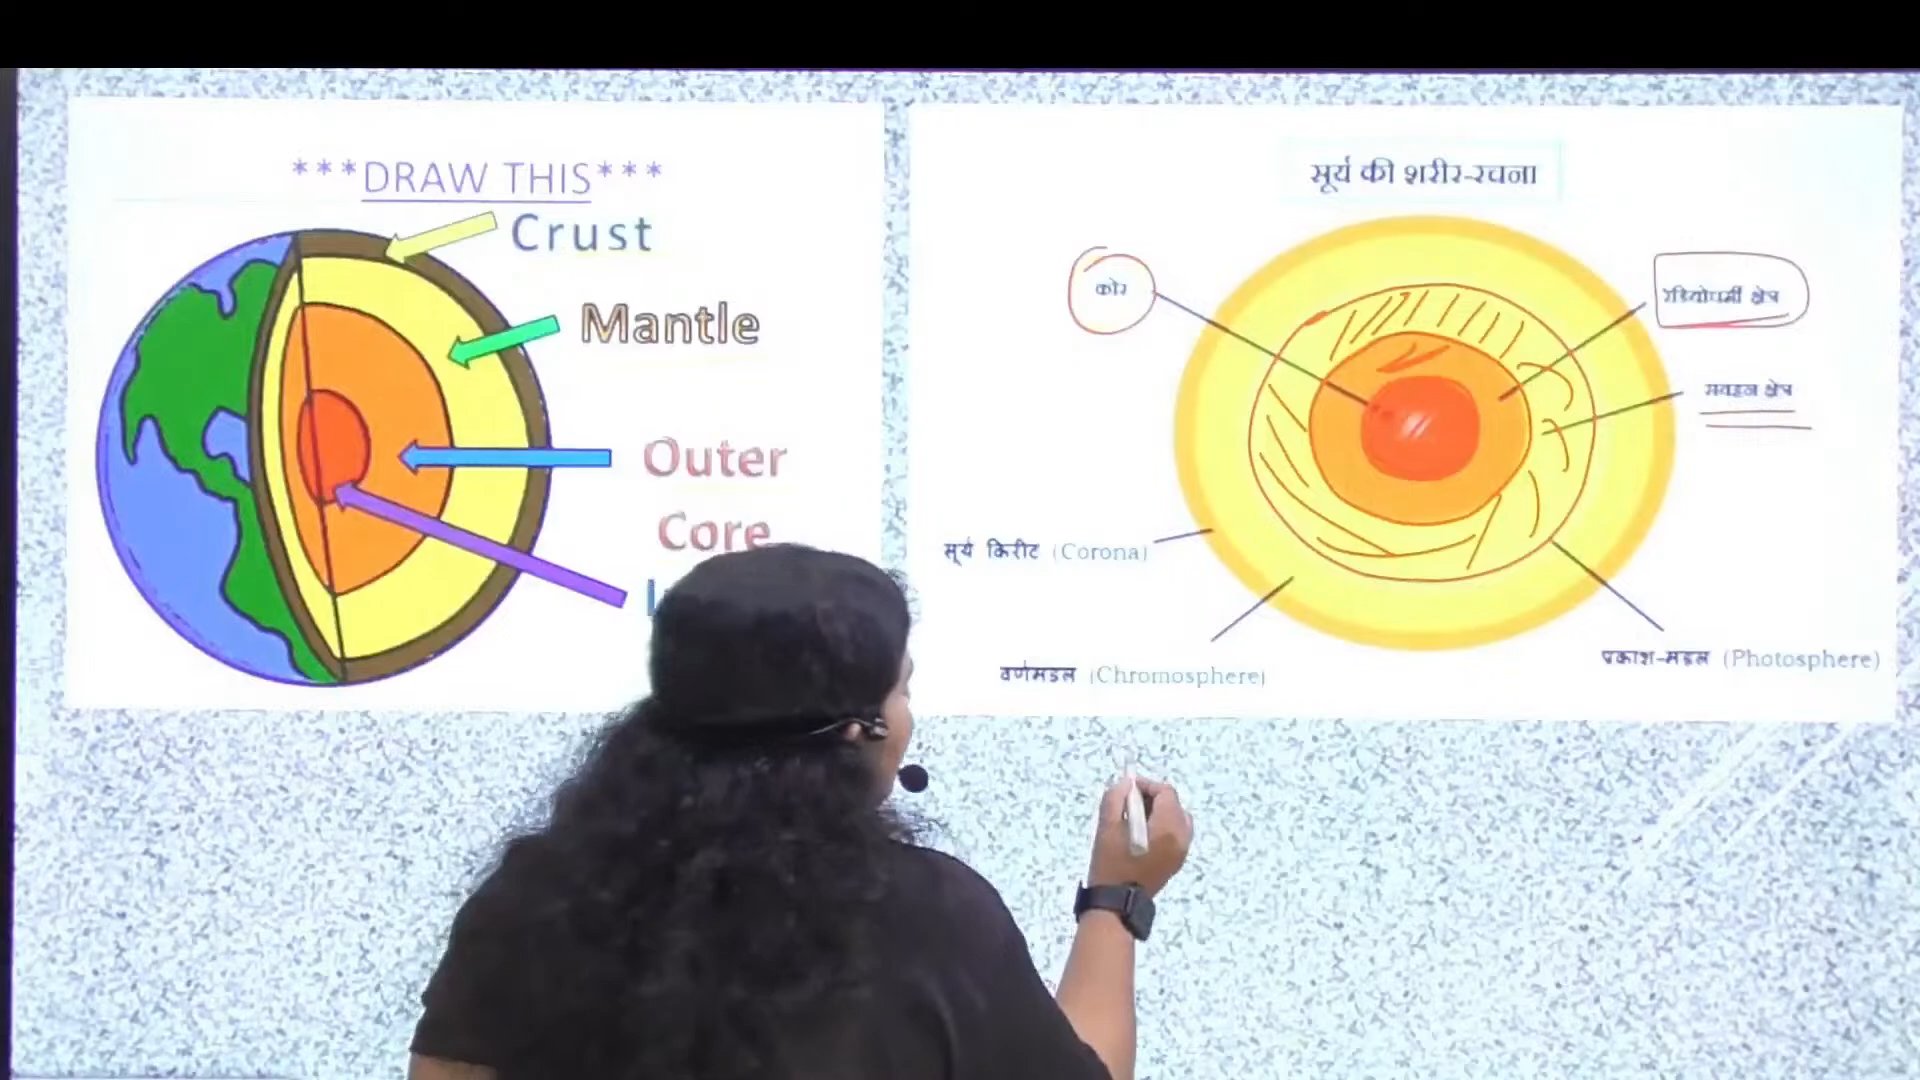 ***DRAW THIS***
Crust
Mantle
Outer
Core
सूर्य की शरीर-रचना
कोर
रेडियोधर्मी क्षेत्र
संवहन क्षेत्र
सूर्य किरीट (Corona)
वर्णमंडल (Chromosphere)
प्रकाश-मंडल (Photosphere)